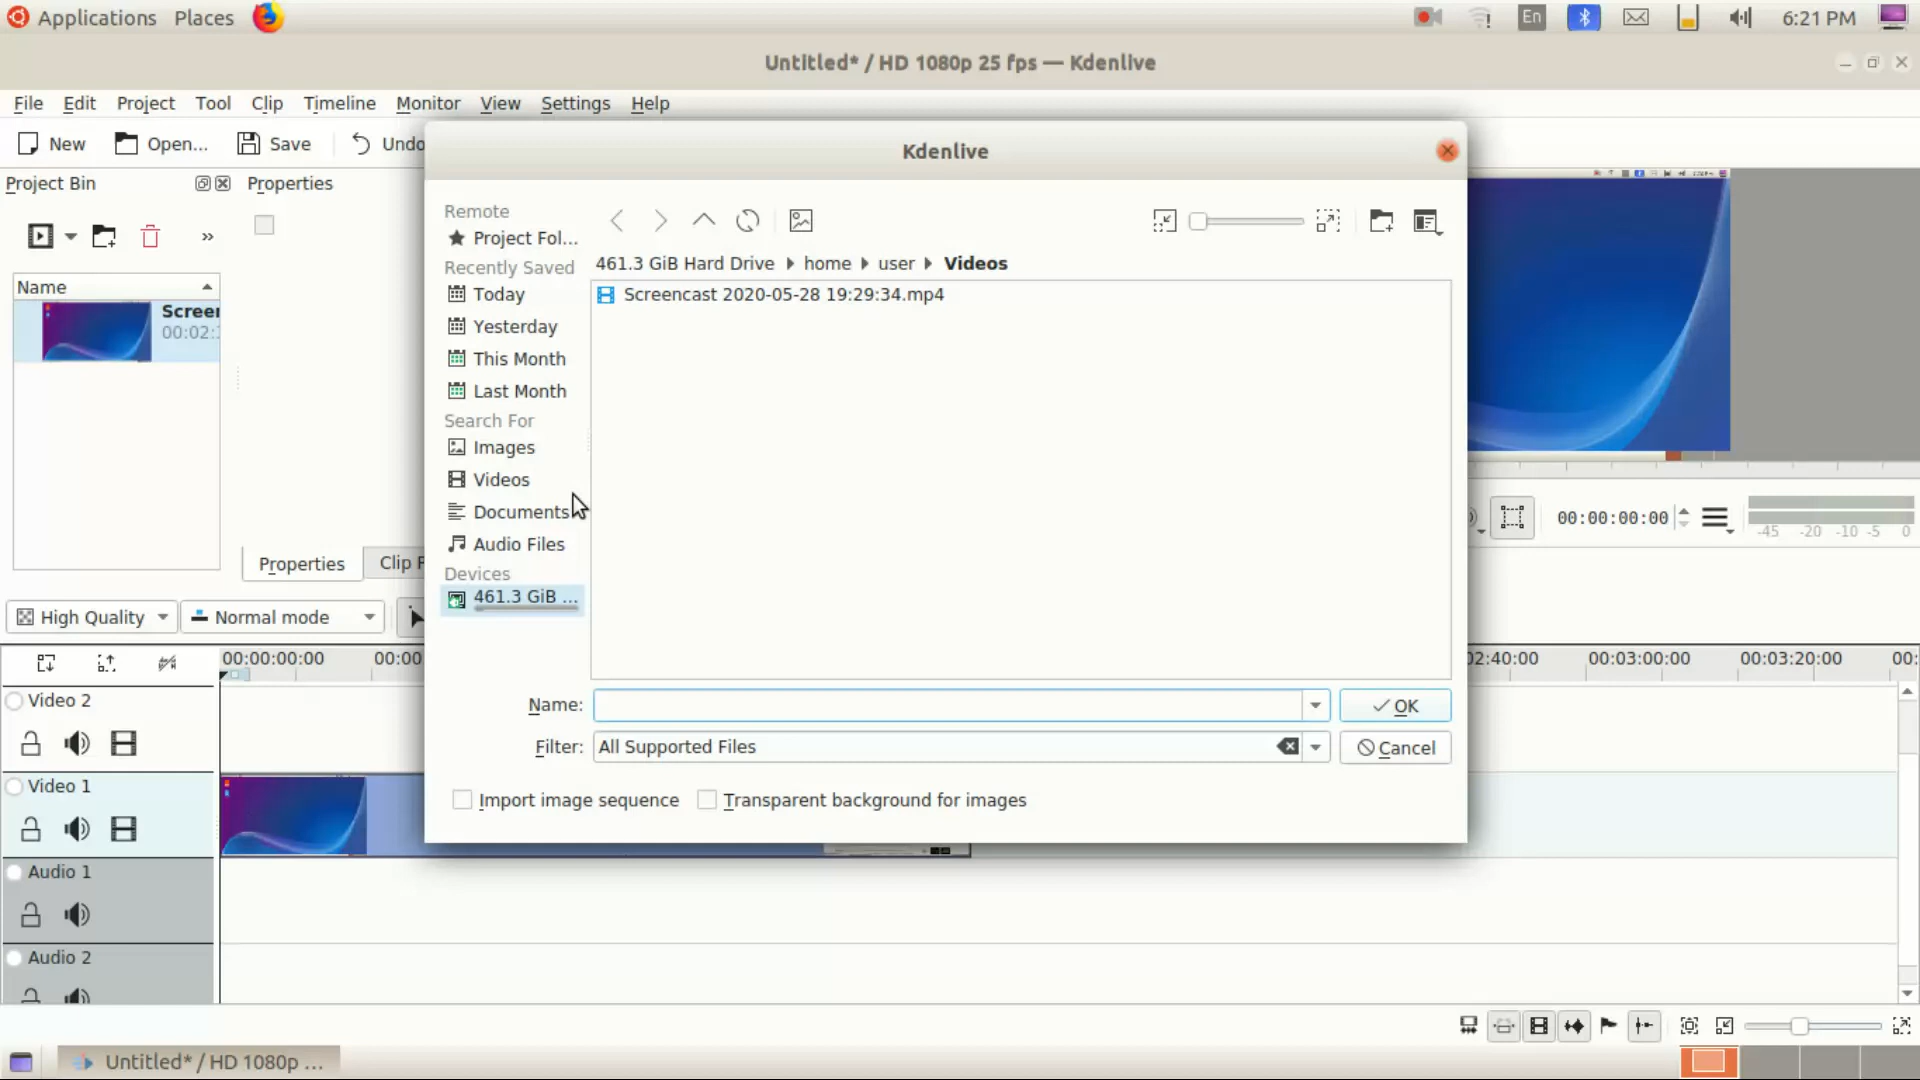 Applications Places En 6:21 PM
Untitled* / HD 1080p 25 fps — Kdenlive
File Edit Project Tool Clip Timeline Monitor View Settings Help
New Open... Save Undo
Kdenlive
Project Bin Properties
Remote
Project Fol...
Recently Saved
461.3 GiB Hard Drive home user Videos
Name
Today
Screencast 2020-05-28 19:29:34.mp4
Screer
00:02:
Yesterday
This Month
Last Month
Search For
Images
Videos
Documents
Audio Files
Devices
461.3 GiB ...
00:00:00:00
-45 -20 -10 -5 0
Properties Clip F
High Quality Normal mode
00:00:00:00 00:00 02:40:00 00:03:00:00 00:03:20:00 00:
Name: OK
Filter: All Supported Files Cancel
Import image sequence Transparent background for images
Video 2
Video 1
Audio 1
Audio 2
Untitled* / HD 1080p ...